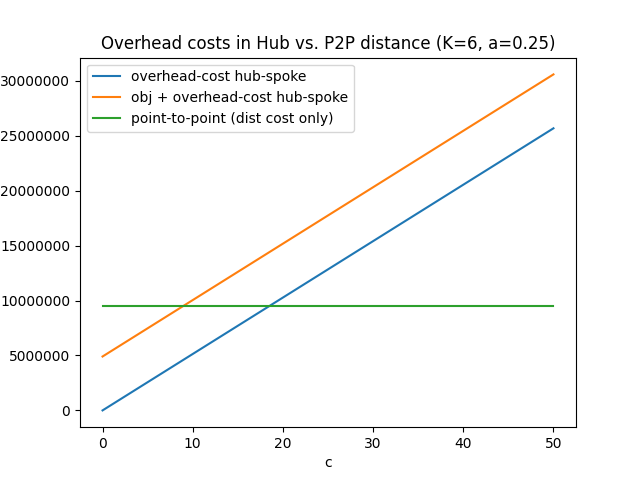 Overhead costs in Hub vs. P2P distance (K=6, a=0.25)
overhead-cost hub-spoke
obj + overhead-cost hub-spoke
point-to-point (dist cost only)
30000000
25000000
20000000
15000000
10000000
5000000
0
0 10 20 30 40 50
c